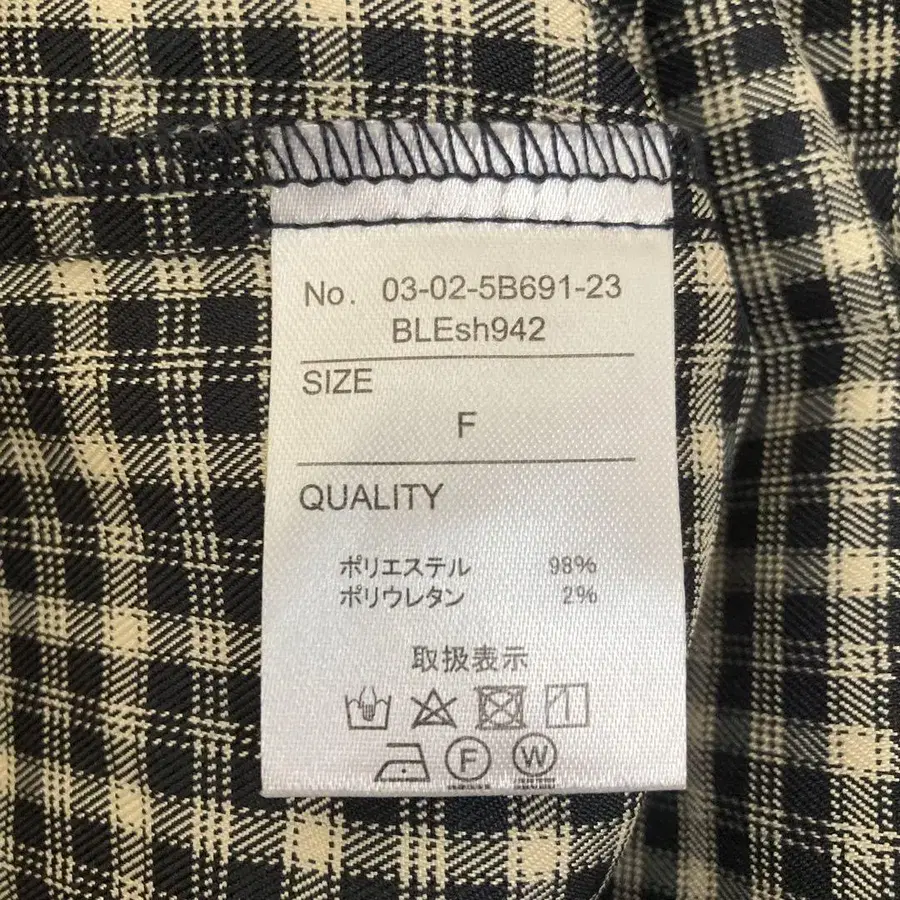 No. 03-02-5B691-23
BLEsh942
SIZE
F
QUALITY
ポリエステル 98%
ポリウレタン 2%
取扱表示
F W